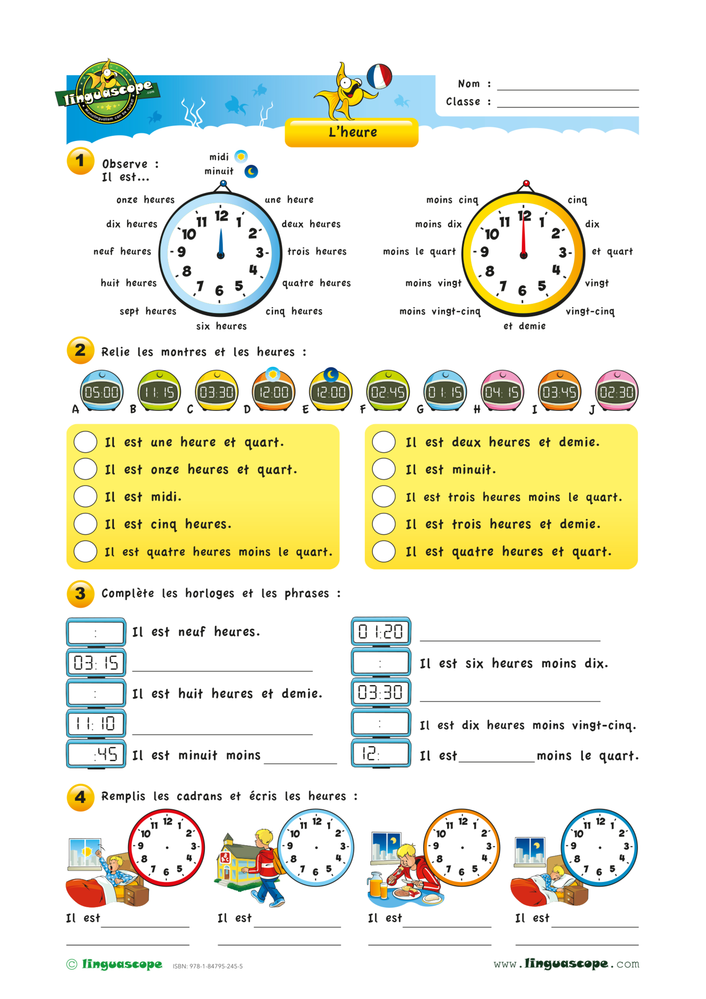 linguascope
.com
Monolingualism can be cured!
Nom :
Classe :
L'heure
1 Observe :
Il est...
midi
minuit
onze heures
une heure
dix heures
deux heures
neuf heures
trois heures
huit heures
quatre heures
sept heures
cinq heures
six heures
12
1
2
3
4
5
6
7
8
9
10
11
moins cinq
cinq
moins dix
dix
moins le quart
et quart
moins vingt
vingt
moins vingt-cinq
vingt-cinq
et demie
12
1
2
3
4
5
6
7
8
9
10
11
2 Relie les montres et les heures :
A 05:00
B 11:15
C 03:30
D 12:00
E 12:00
F 02:45
G 01:15
H 04:15
I 03:45
J 02:30
Il est une heure et quart.
Il est onze heures et quart.
Il est midi.
Il est cinq heures.
Il est quatre heures moins le quart.
Il est deux heures et demie.
Il est minuit.
Il est trois heures moins le quart.
Il est trois heures et demie.
Il est quatre heures et quart.
3 Complète les horloges et les phrases :
: Il est neuf heures.
03:15
: Il est huit heures et demie.
11:10
:45 Il est minuit moins
01:20
: Il est six heures moins dix.
03:30
: Il est dix heures moins vingt-cinq.
12: Il est moins le quart.
4 Remplis les cadrans et écris les heures :
12
1
2
3
4
5
6
7
8
9
10
11
A B C
12
1
2
3
4
5
6
7
8
9
10
11
12
1
2
3
4
5
6
7
8
9
10
11
12
1
2
3
4
5
6
7
8
9
10
11
Il est
Il est
Il est
Il est
© linguascope ISBN: 978-1-84795-245-5
www.linguascope.com